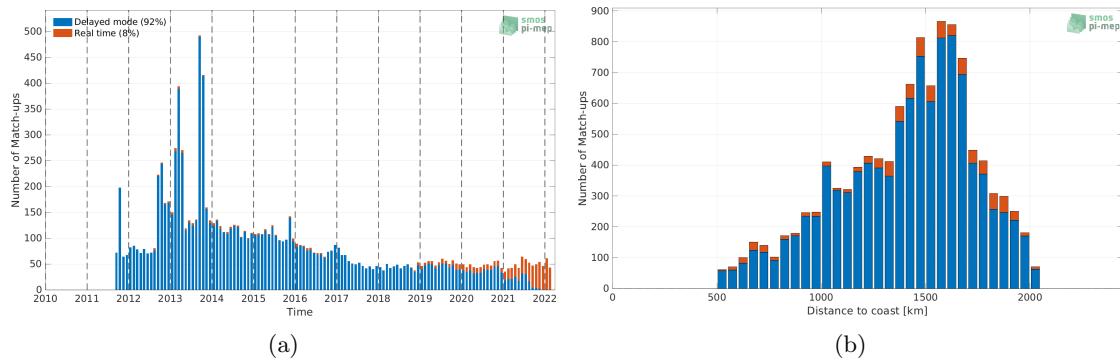 Delayed mode (92%)
Real time (8%)
smos
pi-mep
500
450
400
350
300
250
200
150
100
50
0
Number of Match-ups
2010 2011 2012 2013 2014 2015 2016 2017 2018 2019 2020 2021 2022
Time
(a)
smos
pi-mep
900
800
700
600
500
400
300
200
100
0
Number of Match-ups
0 500 1000 1500 2000
Distance to coast [km]
(b)